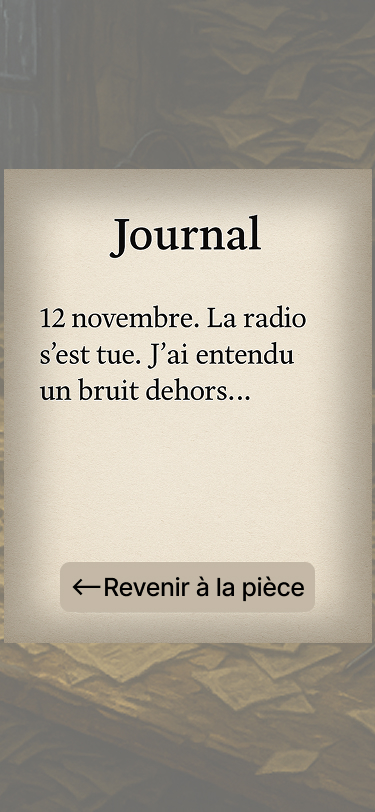 Journal
12 novembre. La radio
s’est tue. J’ai entendu
un bruit dehors…
←Revenir à la pièce